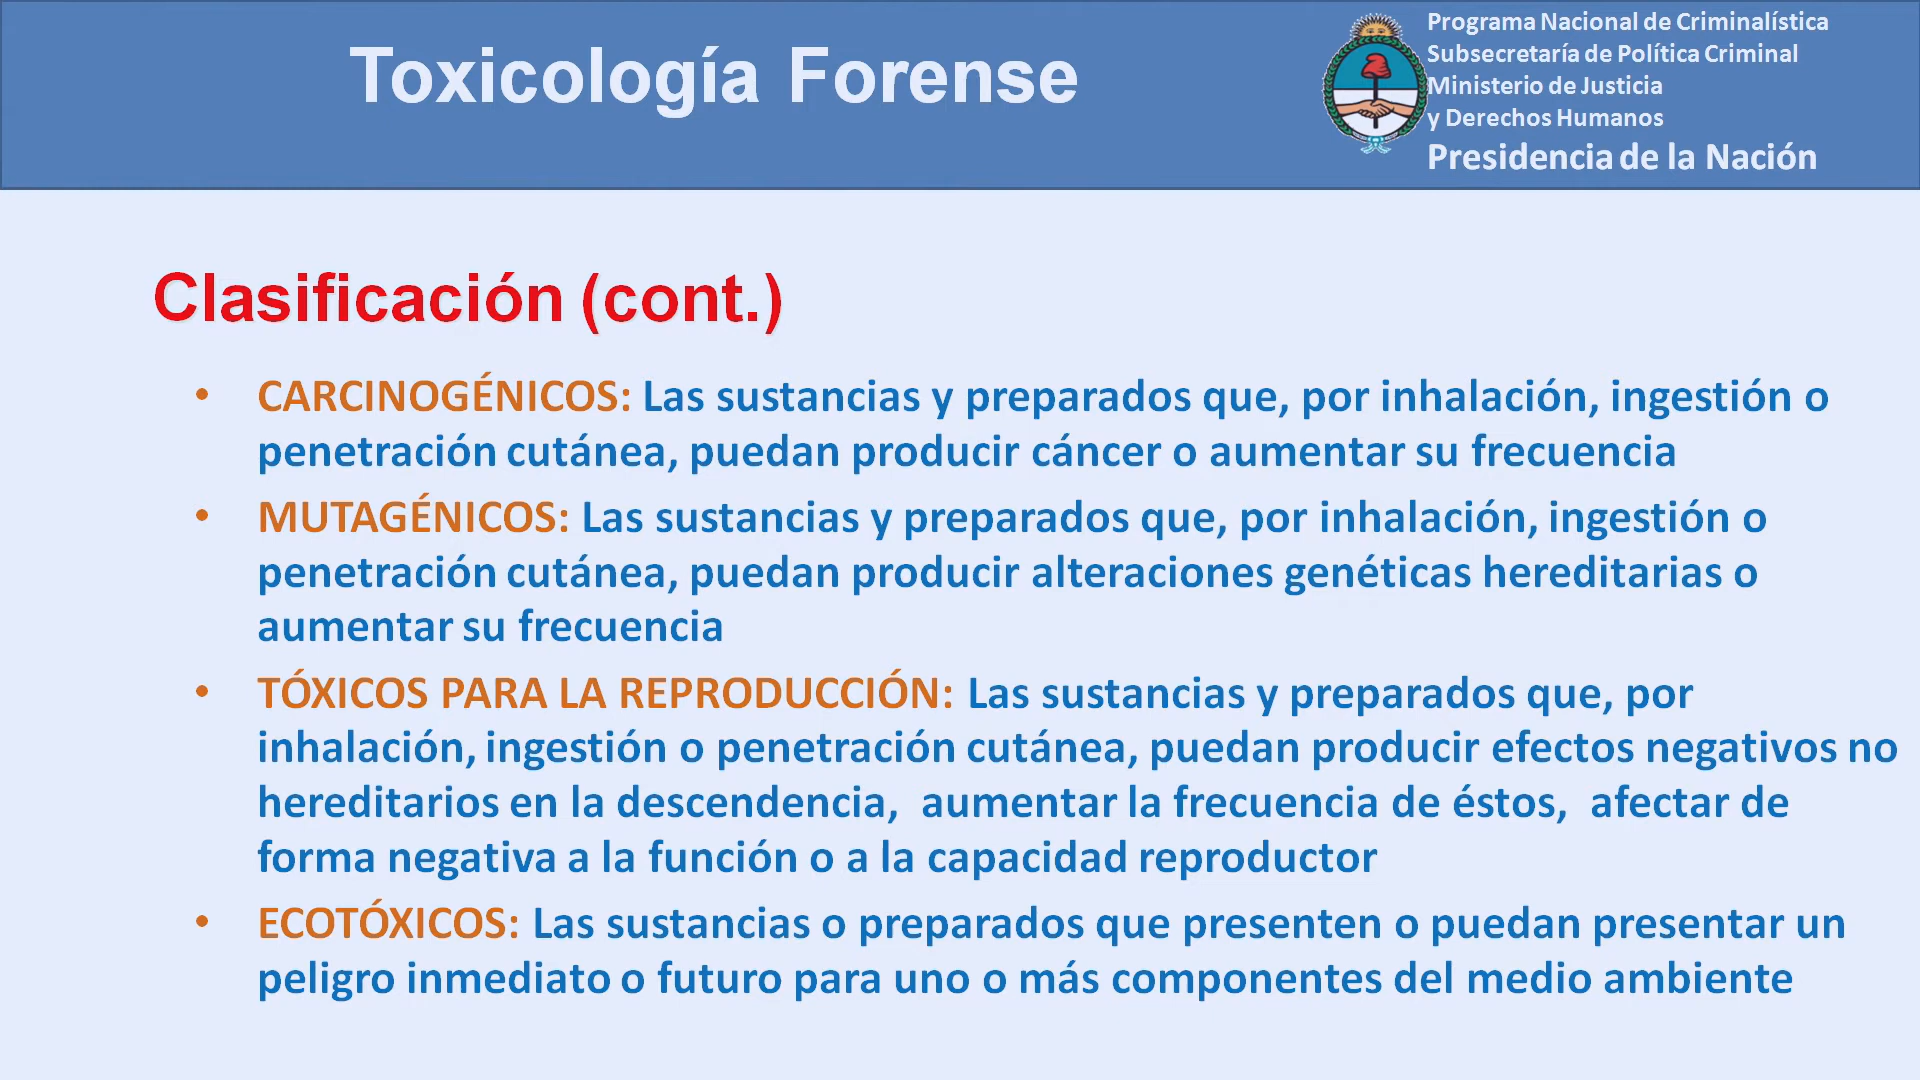 Toxicología Forense
Programa Nacional de Criminalística
Subsecretaría de Política Criminal
Ministerio de Justicia
y Derechos Humanos
Presidencia de la Nación
Clasificación (cont.)
• CARCINOGÉNICOS: Las sustancias y preparados que, por inhalación, ingestión o
penetración cutánea, puedan producir cáncer o aumentar su frecuencia
• MUTAGÉNICOS: Las sustancias y preparados que, por inhalación, ingestión o
penetración cutánea, puedan producir alteraciones genéticas hereditarias o
aumentar su frecuencia
• TÓXICOS PARA LA REPRODUCCIÓN: Las sustancias y preparados que, por
inhalación, ingestión o penetración cutánea, puedan producir efectos negativos no
hereditarios en la descendencia,  aumentar la frecuencia de éstos,  afectar de
forma negativa a la función o a la capacidad reproductor
• ECOTÓXICOS: Las sustancias o preparados que presenten o puedan presentar un
peligro inmediato o futuro para uno o más componentes del medio ambiente